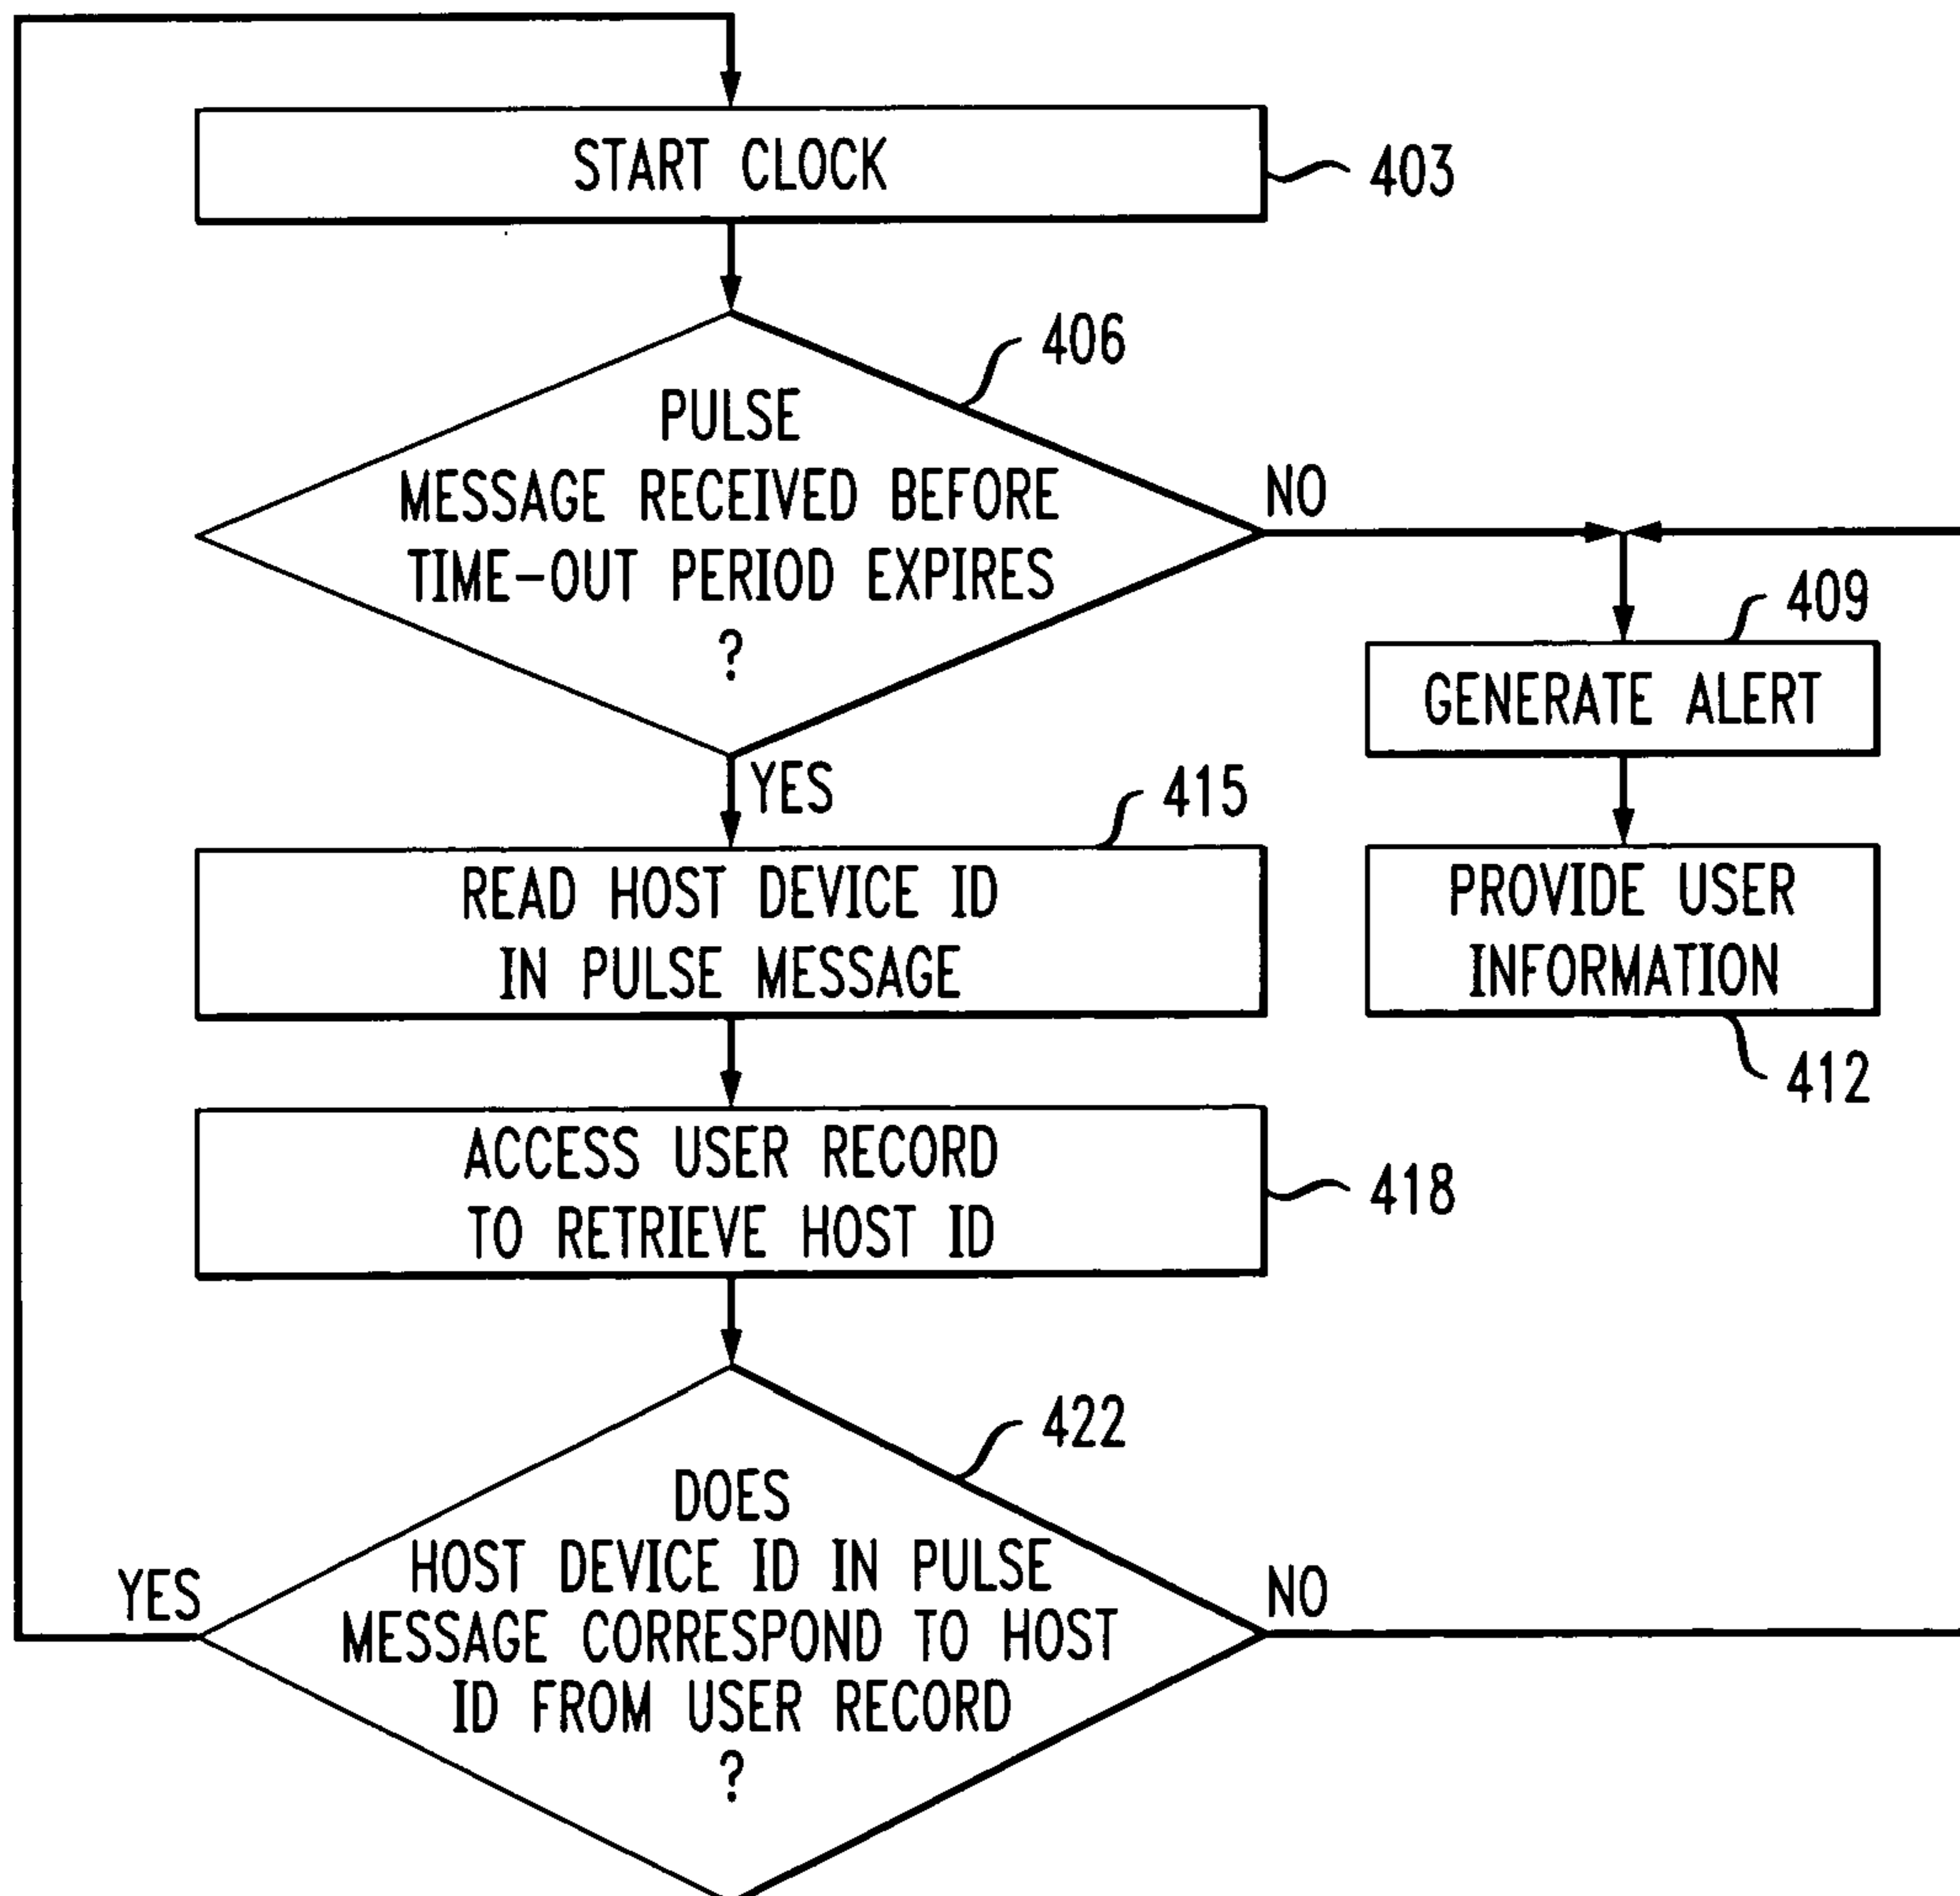 START CLOCK
403
406
PULSE
MESSAGE RECEIVED BEFORE
TIME-OUT PERIOD EXPIRES
?
NO
YES
409
GENERATE ALERT
415
READ HOST DEVICE ID
IN PULSE MESSAGE
PROVIDE USER
INFORMATION
412
ACCESS USER RECORD
TO RETRIEVE HOST ID
418
422
DOES
HOST DEVICE ID IN PULSE
MESSAGE CORRESPOND TO HOST
ID FROM USER RECORD
?
YES
NO